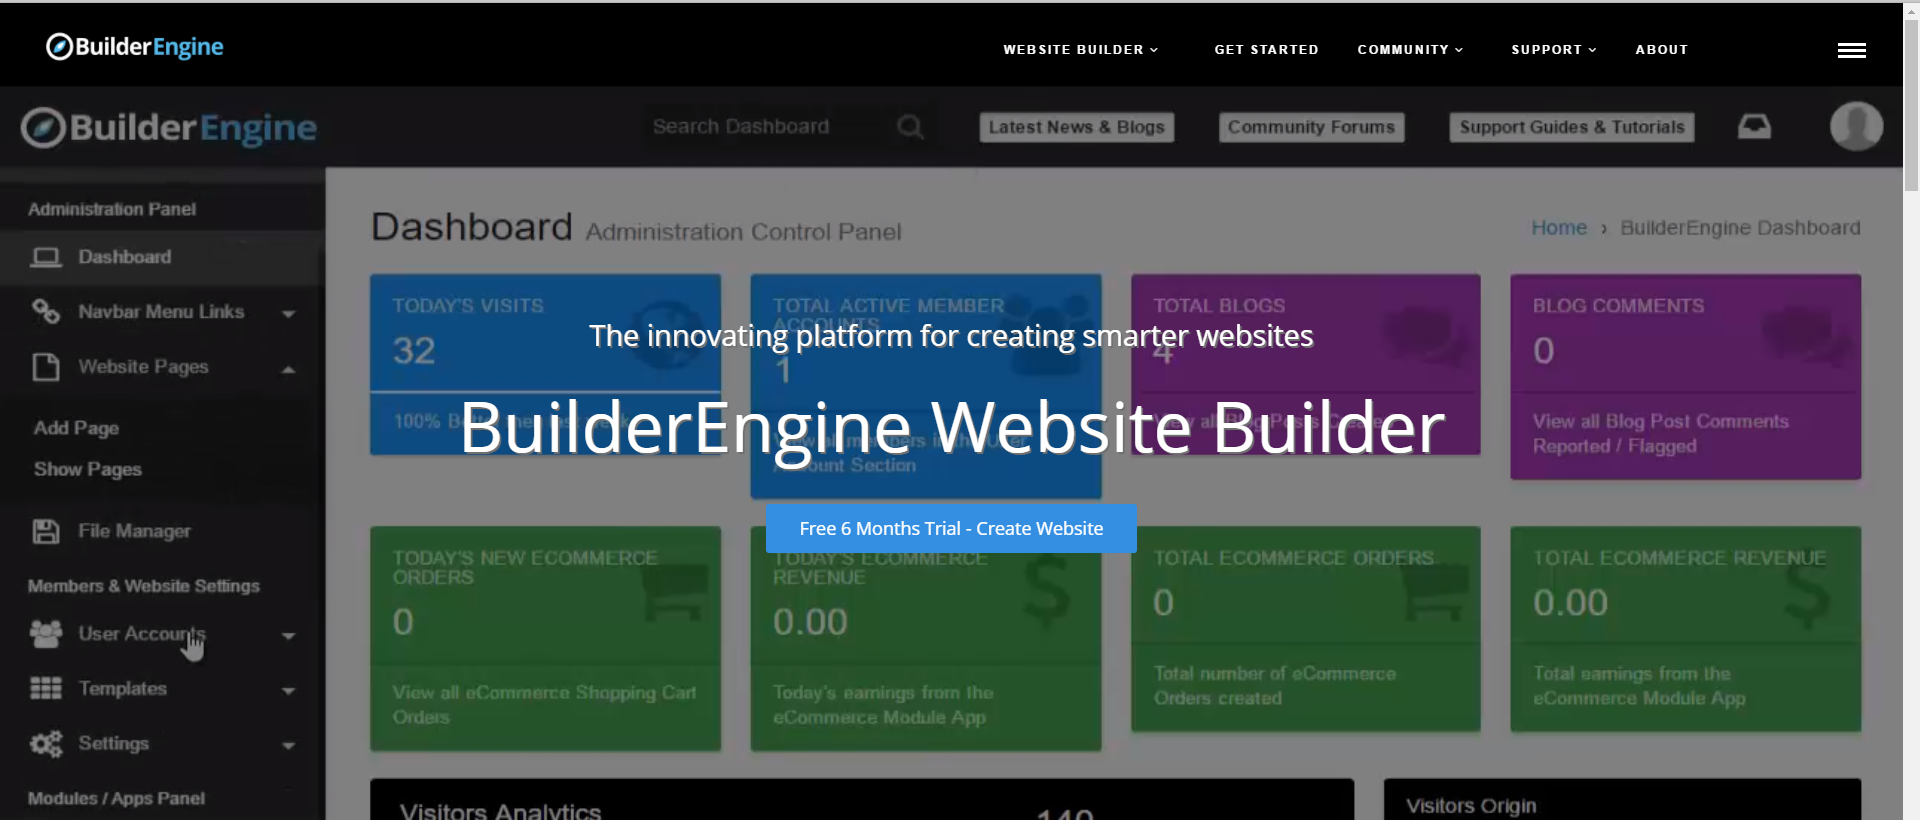 BuilderEngine
WEBSITE BUILDER
GET STARTED
COMMUNITY
SUPPORT
ABOUT
BuilderEngine
Search Dashboard
Latest News & Blogs
Community Forums
Support Guides & Tutorials
Administration Panel
Dashboard
Navbar Menu Links
Website Pages
Add Page
Show Pages
File Manager
Members & Website Settings
User Accounts
Templates
Settings
Modules / Apps Panel
Dashboard Administration Control Panel
Home › BuilderEngine Dashboard
The innovating platform for creating smarter websites
BuilderEngine Website Builder
Free 6 Months Trial - Create Website
TODAY'S VISITS
32
TOTAL ACTIVE MEMBER
ACCOUNTS
1
Account Section
TOTAL BLOGS
4
BLOG COMMENTS
0
View all Blog Post Comments
Reported / Flagged
TODAY'S NEW ECOMMERCE
ORDERS
0
View all eCommerce Shopping Cart
Orders
TODAY'S ECOMMERCE
REVENUE
0.00
Today's earnings from the
eCommerce Module App
TOTAL ECOMMERCE ORDERS
0
Total number of eCommerce
Orders created
TOTAL ECOMMERCE REVENUE
0.00
Total earnings from the
eCommerce Module App
Visitors Analytics
140
Visitors Origin